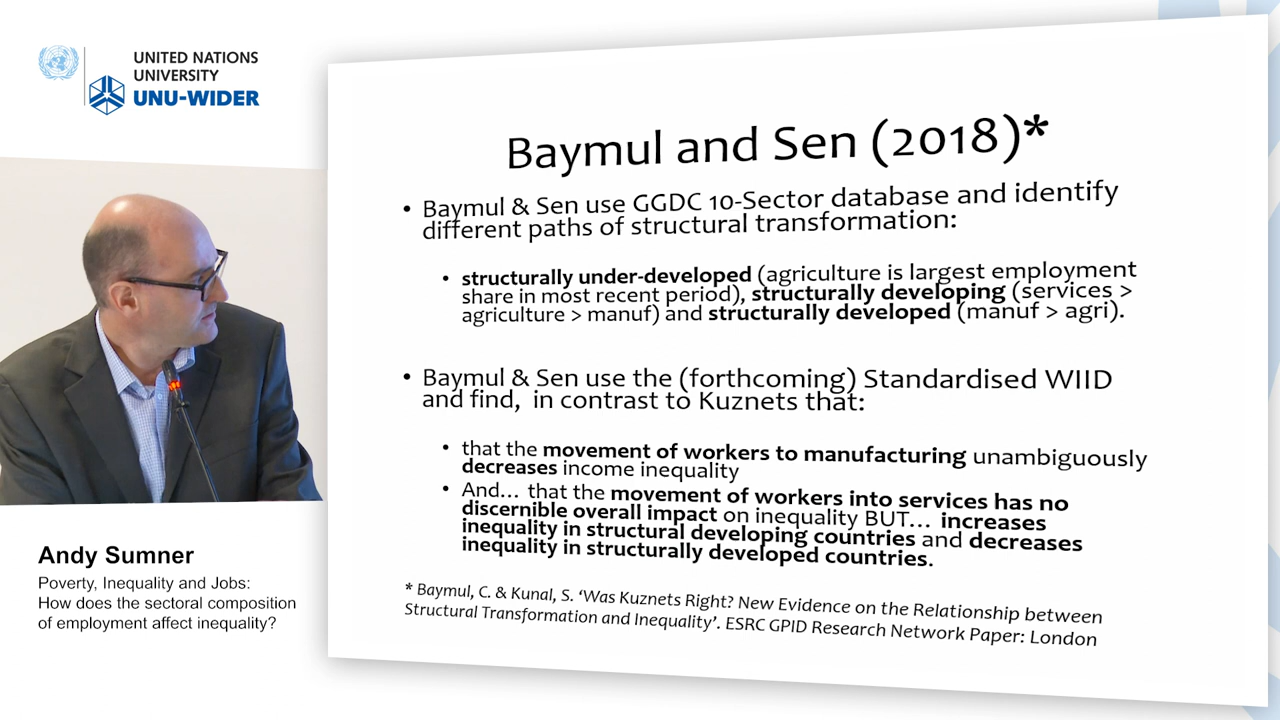 UNITED NATIONS
UNIVERSITY
UNU-WIDER
Andy Sumner
Poverty, Inequality and Jobs:
How does the sectoral composition
of employment affect inequality?
Baymul and Sen (2018)*
• Baymul & Sen use GGDC 10-Sector database and identify
different paths of structural transformation:
• structurally under-developed (agriculture is largest employment
share in most recent period), structurally developing (services >
agriculture > manuf) and structurally developed (manuf > agri).
• Baymul & Sen use the (forthcoming) Standardised WIID
and find, in contrast to Kuznets that:
• that the movement of workers to manufacturing unambiguously
decreases income inequality
• And... that the movement of workers into services has no
discernible overall impact on inequality BUT... increases
inequality in structural developing countries and decreases
inequality in structurally developed countries.
* Baymul, C. & Kunal, S. ‘Was Kuznets Right? New Evidence on the Relationship between
Structural Transformation and Inequality’. ESRC GPID Research Network Paper: London